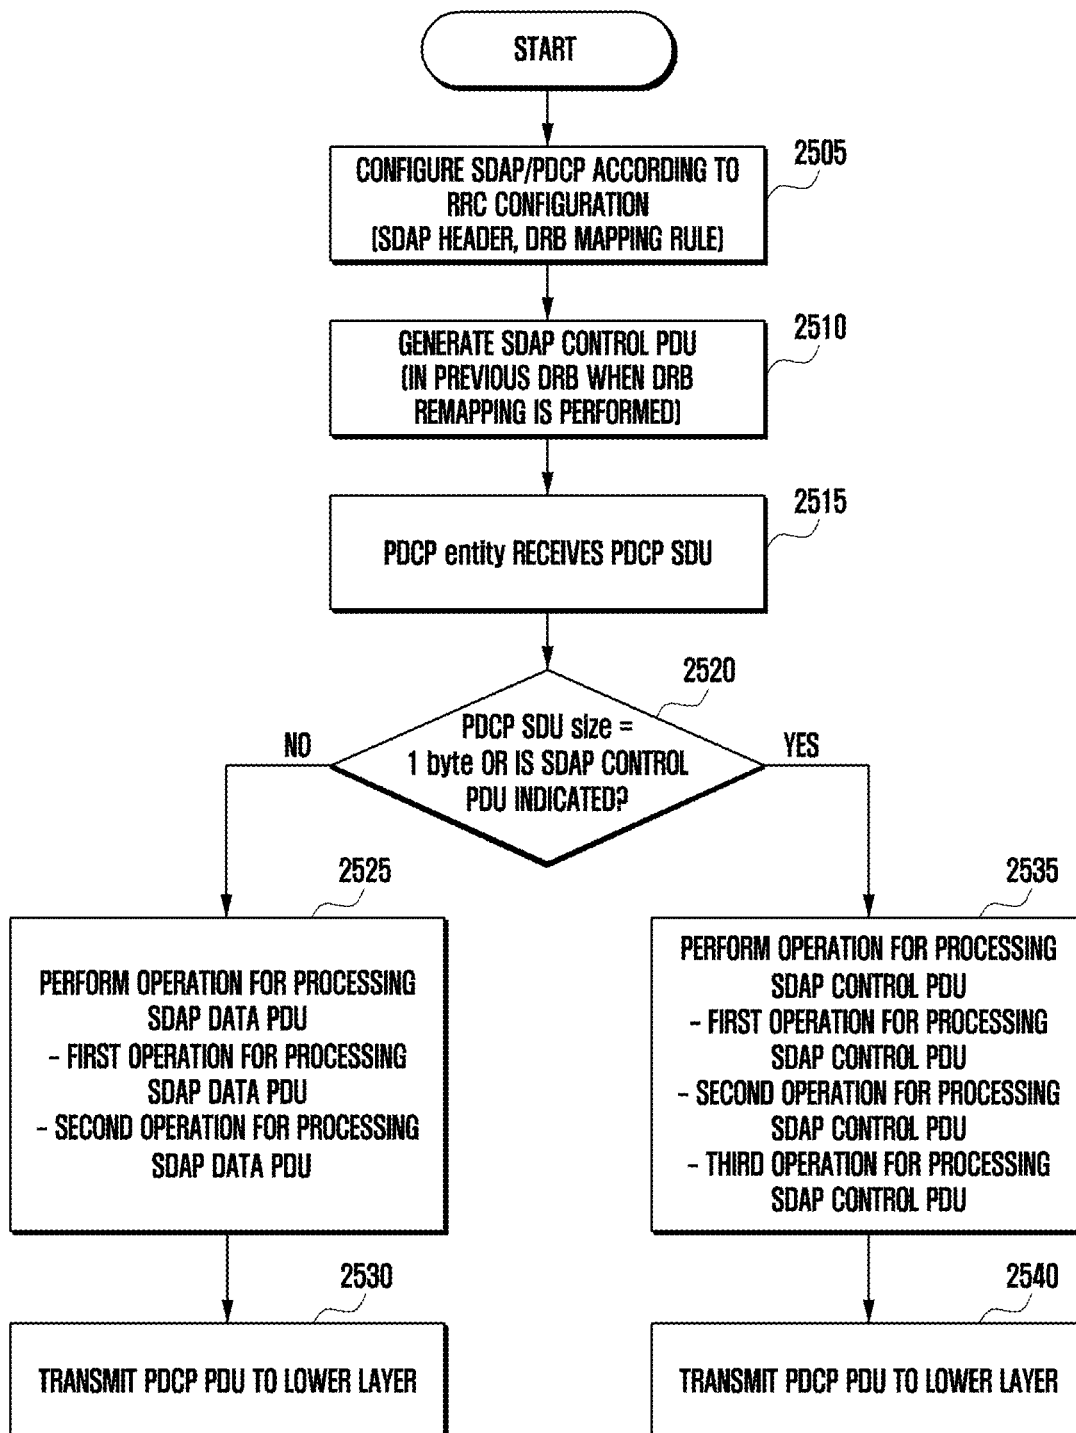 START
2505
CONFIGURE SDAP/PDCP ACCORDING TO
RRC CONFIGURATION
(SDAP HEADER, DRB MAPPING RULE)
2510
GENERATE SDAP CONTROL PDU
(IN PREVIOUS DRB WHEN DRB
REMAPPING IS PERFORMED)
2515
PDCP entity RECEIVES PDCP SDU
2520
PDCP SDU size =
1 byte OR IS SDAP CONTROL
PDU INDICATED?
NO
YES
2525
PERFORM OPERATION FOR PROCESSING
SDAP DATA PDU
- FIRST OPERATION FOR PROCESSING
SDAP DATA PDU
- SECOND OPERATION FOR PROCESSING
SDAP DATA PDU
2535
PERFORM OPERATION FOR PROCESSING
SDAP CONTROL PDU
- FIRST OPERATION FOR PROCESSING
SDAP CONTROL PDU
- SECOND OPERATION FOR PROCESSING
SDAP CONTROL PDU
- THIRD OPERATION FOR PROCESSING
SDAP CONTROL PDU
2530
TRANSMIT PDCP PDU TO LOWER LAYER
2540
TRANSMIT PDCP PDU TO LOWER LAYER